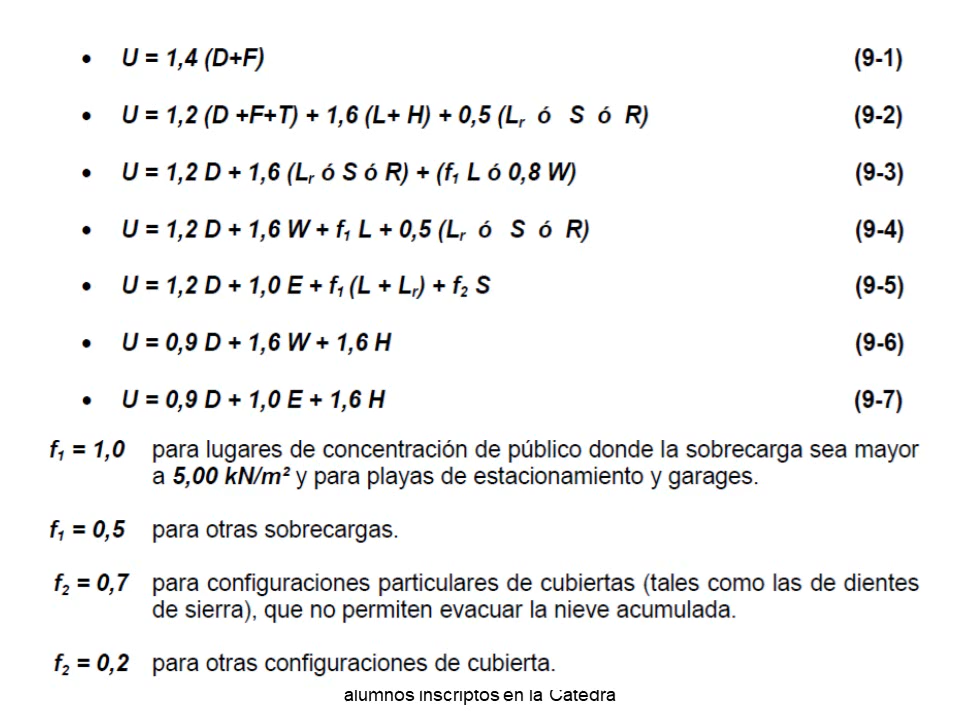 • U = 1,4 (D+F) (9-1)
• U = 1,2 (D +F+T) + 1,6 (L+ H) + 0,5 (Lr ó S ó R) (9-2)
• U = 1,2 D + 1,6 (Lr ó S ó R) + (f1 L ó 0,8 W) (9-3)
• U = 1,2 D + 1,6 W + f1 L + 0,5 (Lr ó S ó R) (9-4)
• U = 1,2 D + 1,0 E + f1 (L + Lr) + f2 S (9-5)
• U = 0,9 D + 1,6 W + 1,6 H (9-6)
• U = 0,9 D + 1,0 E + 1,6 H (9-7)
f1 = 1,0 para lugares de concentración de público donde la sobrecarga sea mayor
a 5,00 kN/m² y para playas de estacionamiento y garages.
f1 = 0,5 para otras sobrecargas.
f2 = 0,7 para configuraciones particulares de cubiertas (tales como las de dientes
de sierra), que no permiten evacuar la nieve acumulada.
f2 = 0,2 para otras configuraciones de cubierta.
alumnos inscriptos en la Cátedra